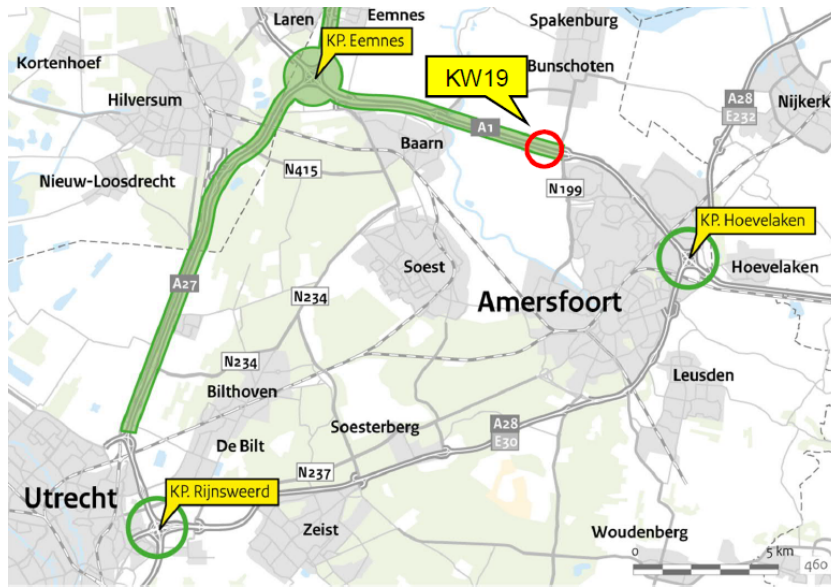 Laren
Eemnes
Spakenburg
KP. Eemnes
Kortenhoef
KW19
Bunschoten
A28
E232
Nijkerk
Hilversum
A1
Baarn
N415
Nieuw-Loosdrecht
N199
KP. Hoevelaken
A27
Soest
Hoevelaken
N234
Amersfoort
N234
Leusden
Bilthoven
Soesterberg
A28
E30
De Bilt
N237
Utrecht
KP. Rijnsweerd
Zeist
Woudenberg
0
5 km
460